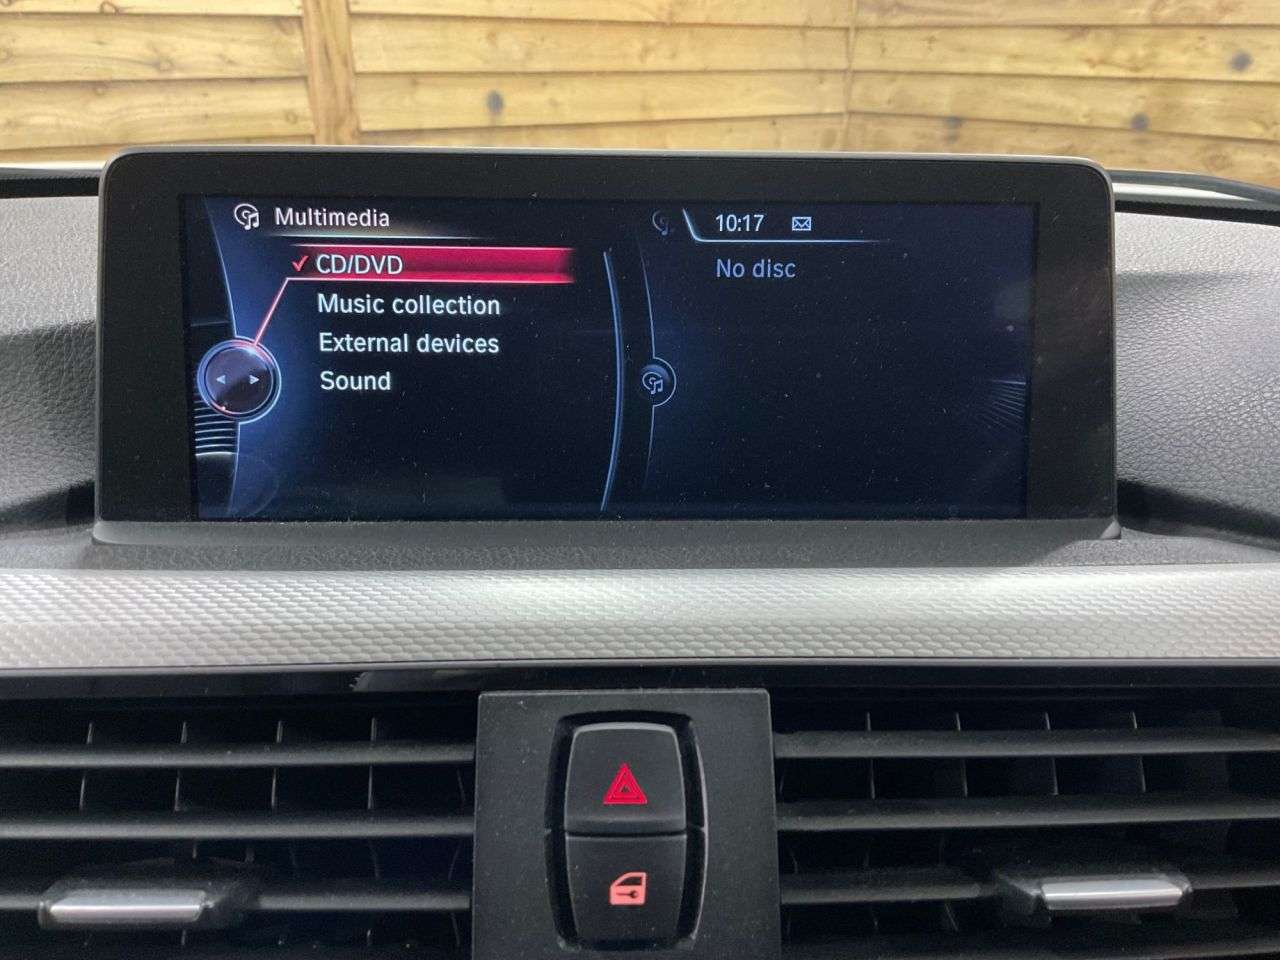 Multimedia
CD/DVD
Music collection
External devices
Sound
10:17
No disc